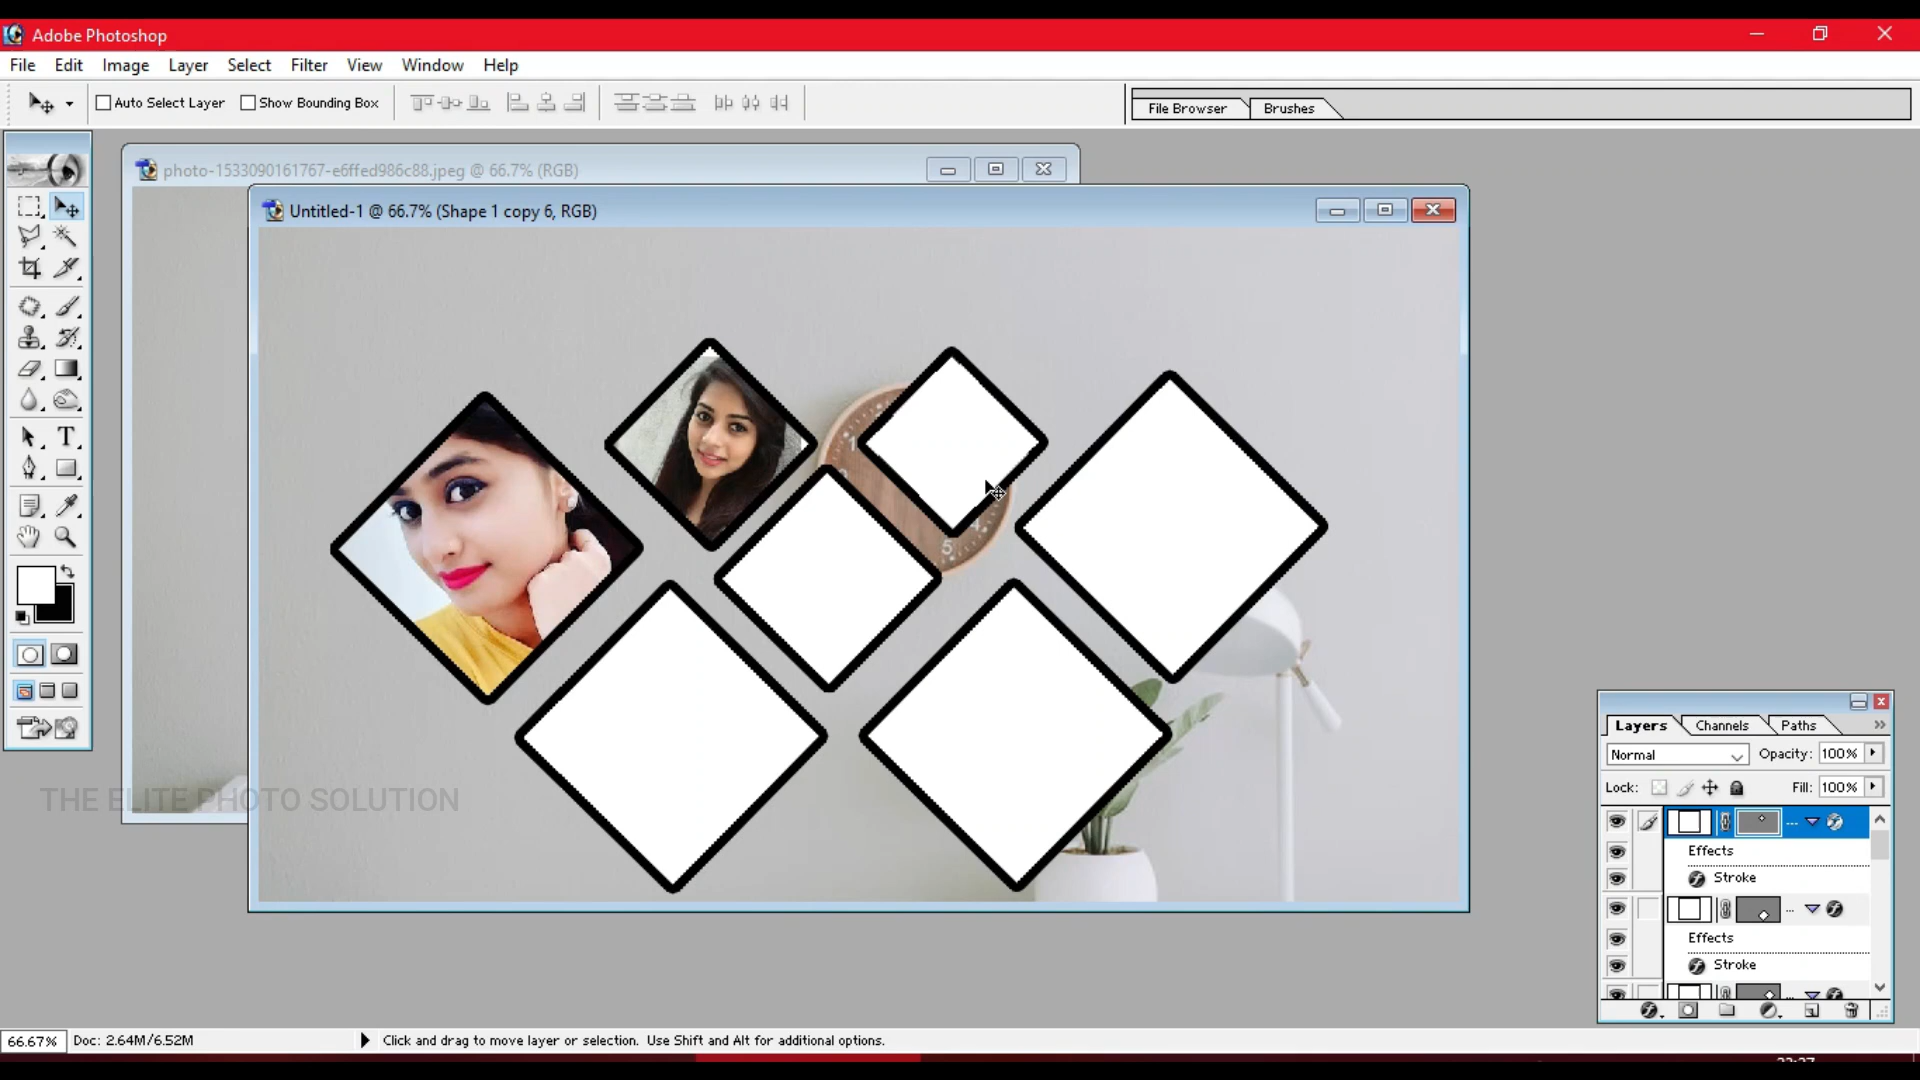 Adobe Photoshop
File Edit Image Layer Select Filter View Window Help
Auto Select Layer Show Bounding Box
File Browser Brushes
photo-1533090161767-e6ffed986c88.jpeg @ 66.7% (RGB)
Untitled-1 @ 66.7% (Shape 1 copy 6, RGB)
T
5
THE ELITE PHOTO SOLUTION
Layers Channels Paths
Normal Opacity: 100%
Lock: Fill: 100%
...
Effects
Stroke
...
Effects
Stroke
66.67% Doc: 2.64M/6.52M Click and drag to move layer or selection. Use Shift and Alt for additional options.